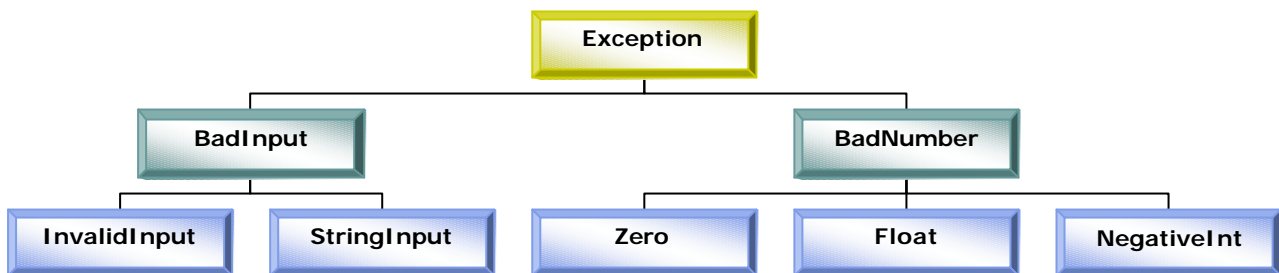 Exception
BadInput
BadNumber
InvalidInput
StringInput
Zero
Float
NegativeInt